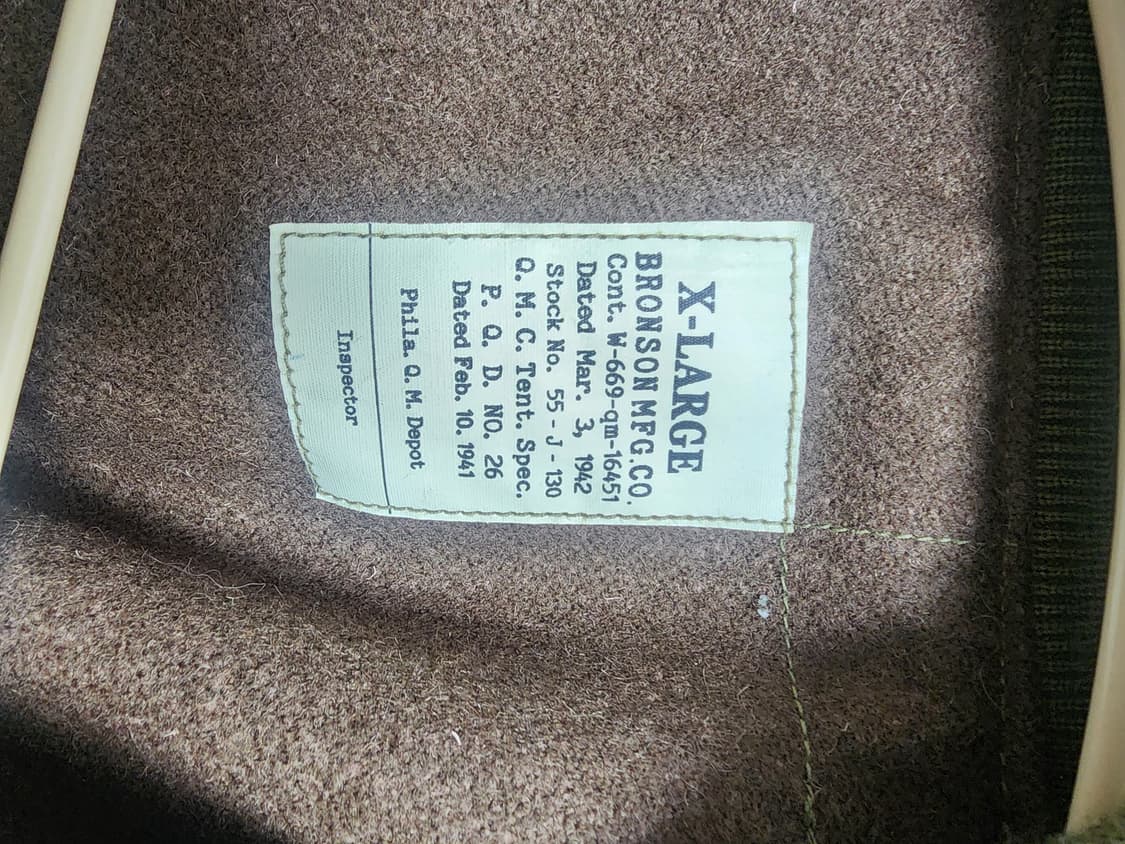 X-LARGE
BRONSON MFG.CO.
Cont. W-669-qm-16451
Dated Mar. 3, 1942
Stock No. 55 - J - 130
Q. M. C. Tent. Spec.
P. Q. D. NO. 26
Dated Feb. 10. 1941
Phila. Q. M. Depot
Inspector